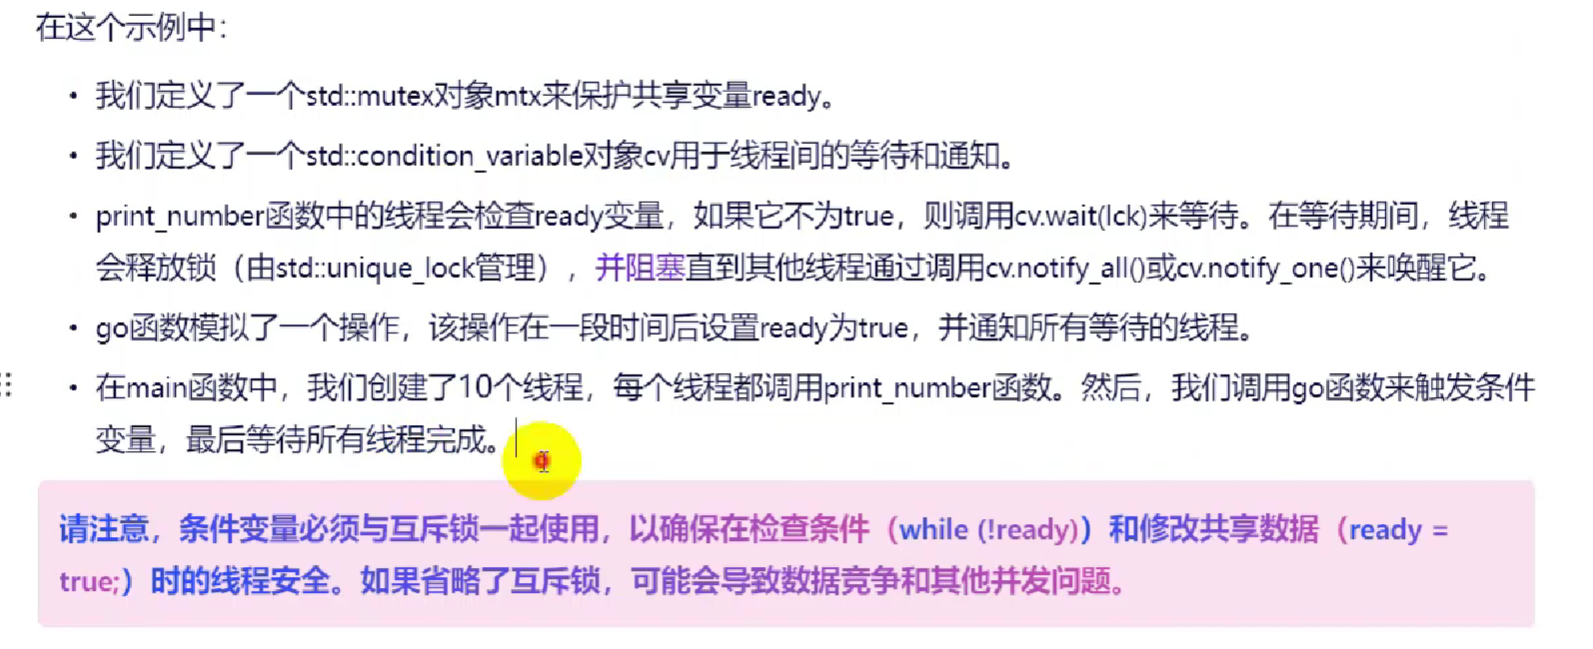 在这个示例中：
• 我们定义了一个std::mutex对象mtx来保护共享变量ready。
• 我们定义了一个std::condition_variable对象cv用于线程间的等待和通知。
• print_number函数中的线程会检查ready变量，如果它不为true，则调用cv.wait(lck)来等待。在等待期间，线程
会释放锁（由std::unique_lock管理），并阻塞直到其他线程通过调用cv.notify_all()或cv.notify_one()来唤醒它。
• go函数模拟了一个操作，该操作在一段时间后设置ready为true，并通知所有等待的线程。
• 在main函数中，我们创建了10个线程，每个线程都调用print_number函数。然后，我们调用go函数来触发条件
变量，最后等待所有线程完成。
请注意，条件变量必须与互斥锁一起使用，以确保在检查条件（while (!ready)）和修改共享数据（ready =
true;）时的线程安全。如果省略了互斥锁，可能会导致数据竞争和其他并发问题。